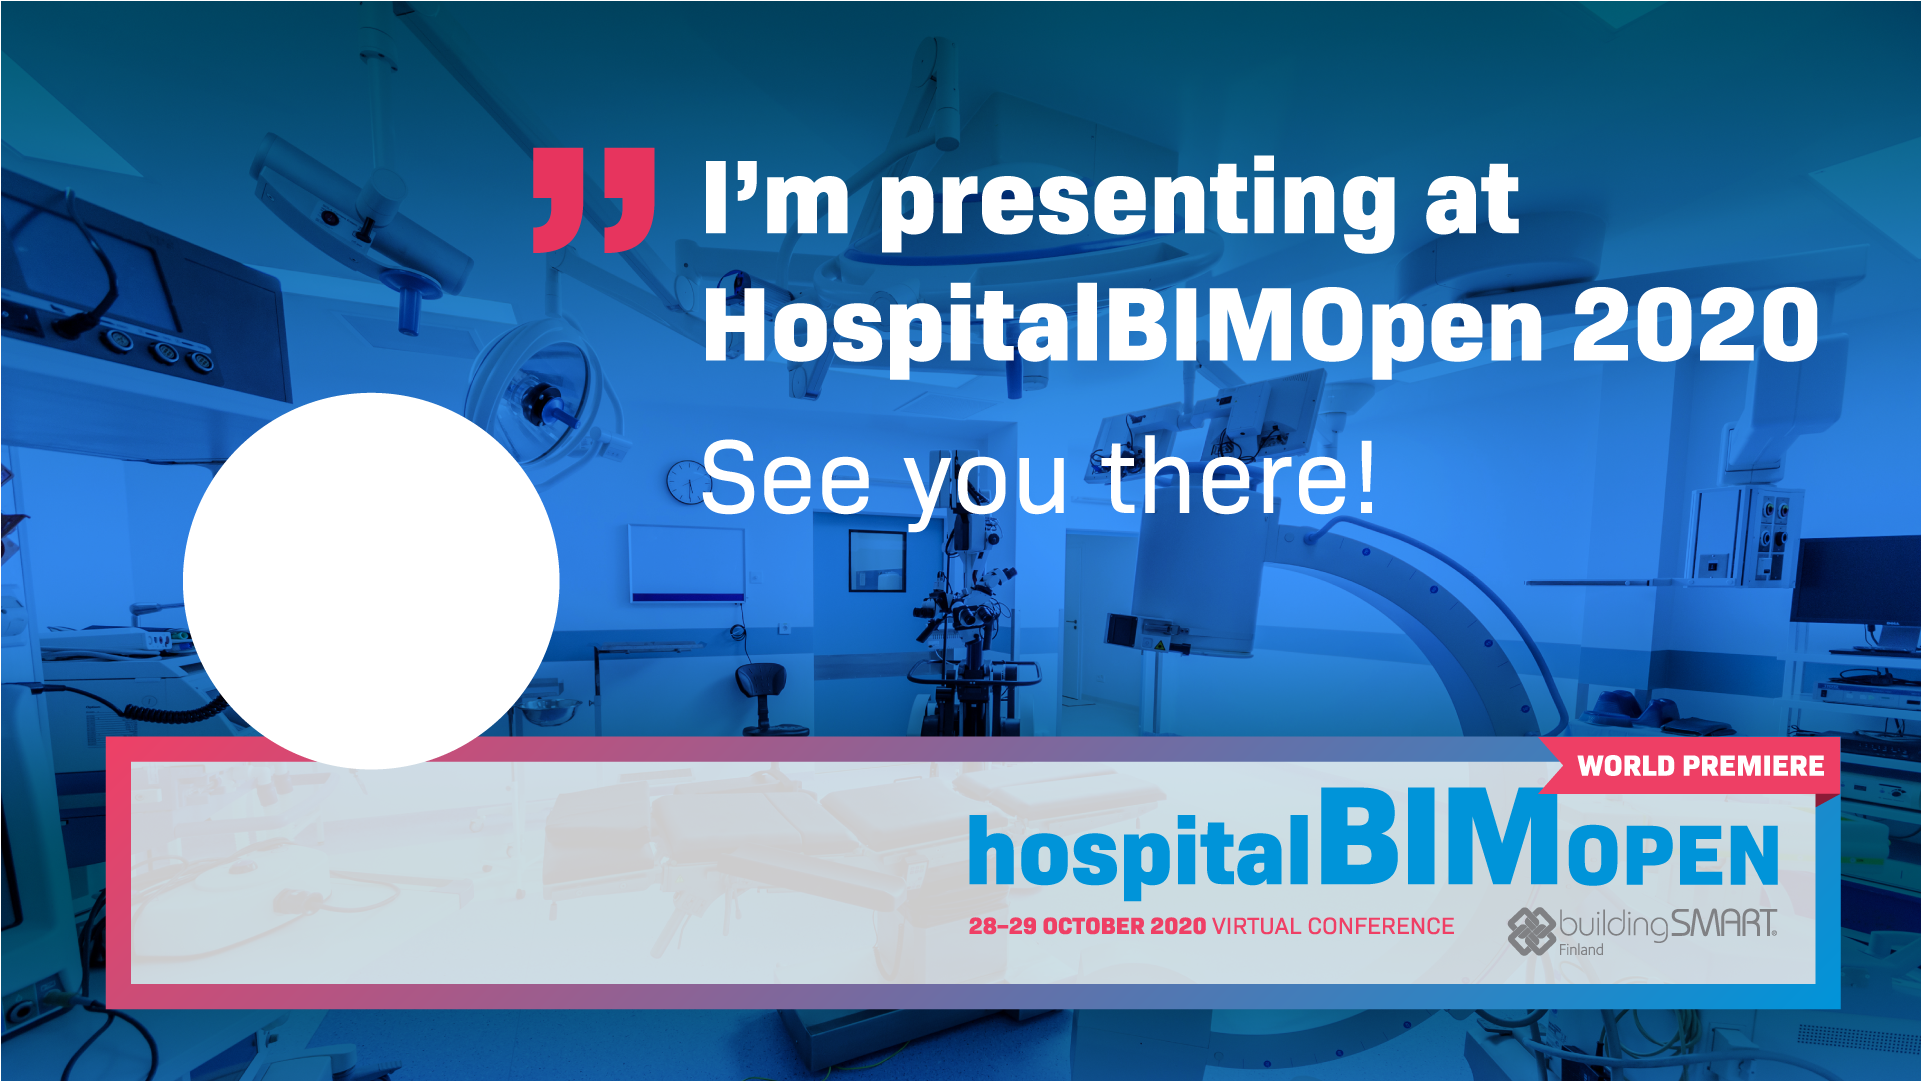 ” I’m presenting at
HospitalBIMOpen 2020
See you there!
WORLD PREMIERE
hospitalBIMOPEN
28–29 OCTOBER 2020 VIRTUAL CONFERENCE
buildingSMART®
Finland